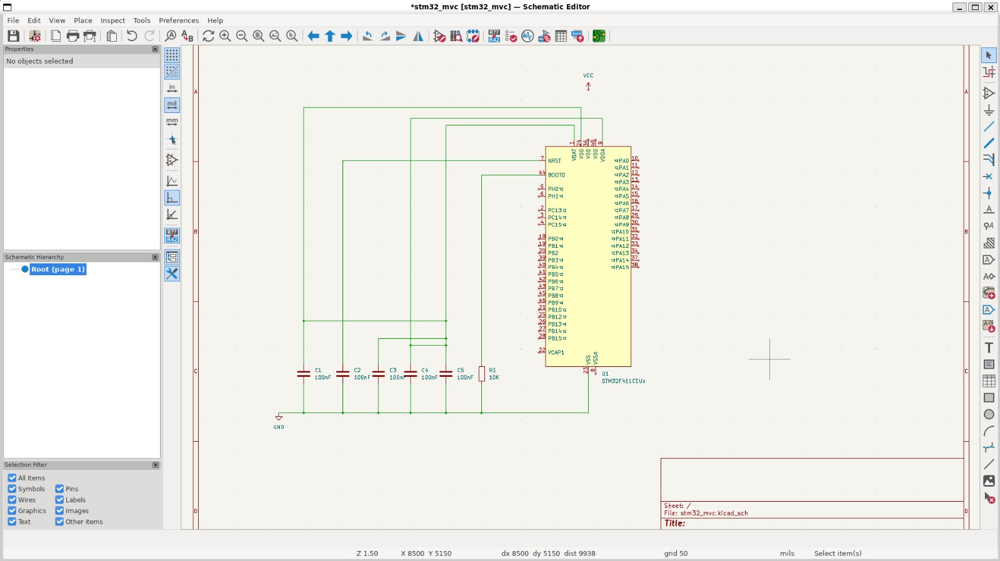 *stm32_mvc [stm32_mvc] — Schematic Editor
File Edit View Place Inspect Tools Preferences Help
Properties
No objects selected
in
mil
mm
R??
R42
Schematic Hierarchy
Root (page 1)
Selection Filter
All items
Symbols Pins
Wires Labels
Graphics Images
Text Other items
A
B
C
D
VCC
1 24 36 48 9
VBAT VDD VDD VDD VDDA
7 NRST
44 BOOT0
5 PH0
6 PH1
2 PC13
3 PC14
4 PC15
18 PB0
19 PB1
20 PB2
39 PB3
40 PB4
41 PB5
42 PB6
43 PB7
45 PB8
46 PB9
21 PB10
25 PB12
26 PB13
27 PB14
28 PB15
22 VCAP1
PA0 10
PA1 11
PA2 12
PA3 13
PA4 14
PA5 15
PA6 16
PA7 17
PA8 29
PA9 30
PA10 31
PA11 32
PA12 33
PA13 34
PA14 37
PA15 38
VSS VSSA
23 8
U1
STM32F411CEUx
C1
100nF
C2
100nF
C3
100nF
C4
100nF
C5
100nF
R1
10K
GND
A
B
C
D
Sheet: /
File: stm32_mvc.kicad_sch
Title:
Z 1.50 X 8500 Y 5150 dx 8500 dy 5150 dist 9938 grid 50 mils Select item(s)